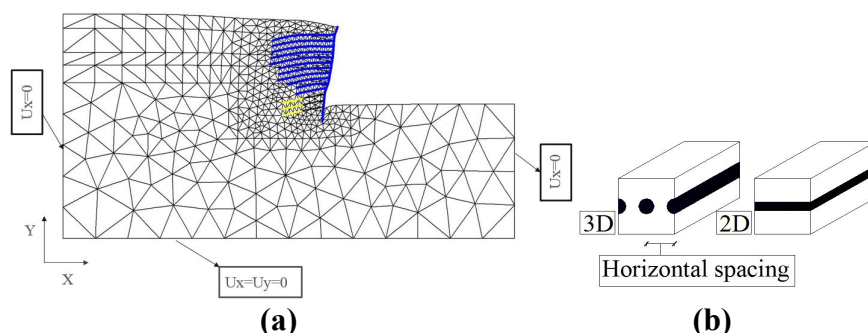 Ux=0
Ux=0
Y
X
Ux=Uy=0
(a)
3D
2D
Horizontal spacing
(b)